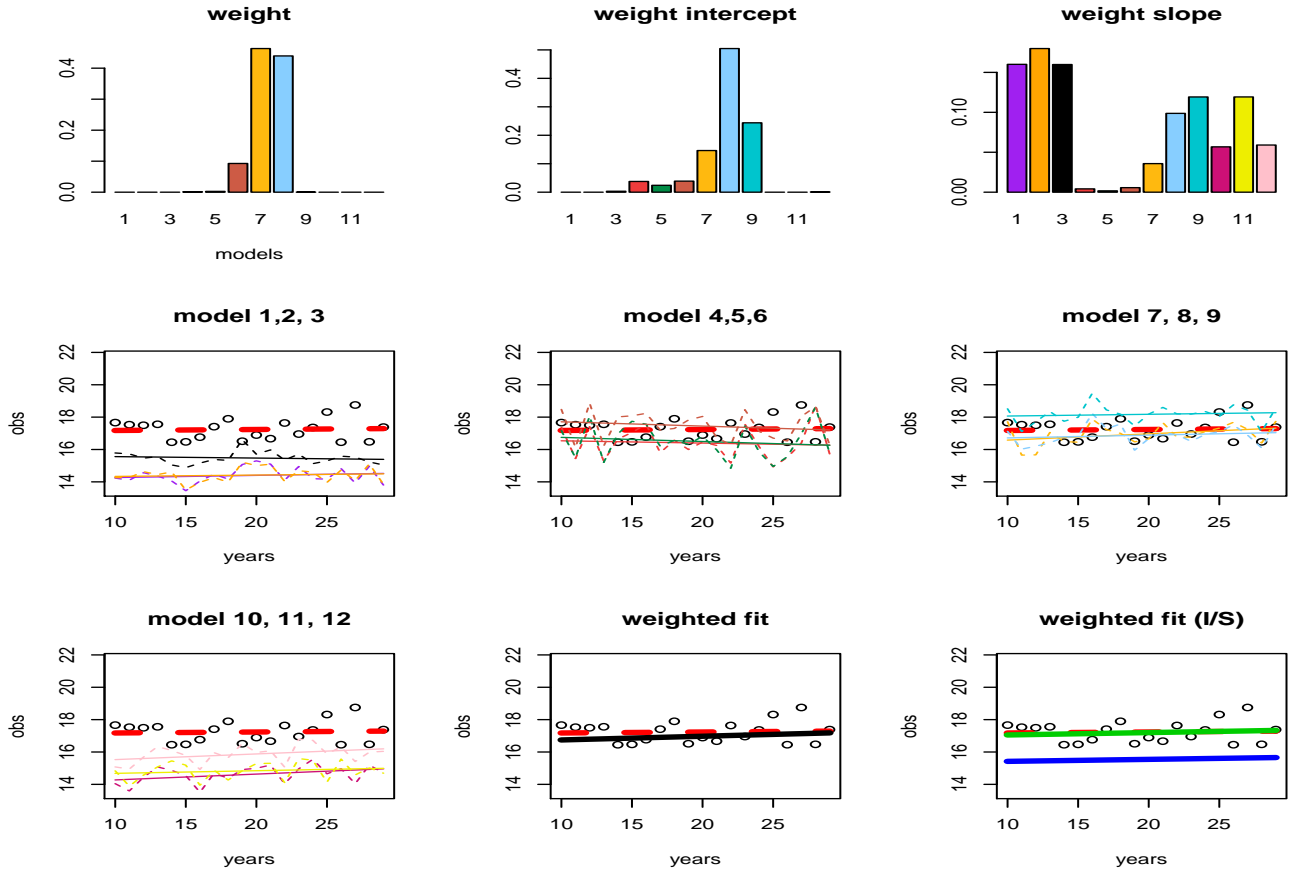 weight
0.0 0.2 0.4
1 3 5 7 9 11
models
weight intercept
0.0 0.2 0.4
1 3 5 7 9 11
weight slope
0.00 0.10
1 3 5 7 9 11
model 1,2, 3
obs
14 16 18 20 22
10 15 20 25
years
model 4,5,6
obs
14 16 18 20 22
10 15 20 25
years
model 7, 8, 9
obs
14 16 18 20 22
10 15 20 25
years
model 10, 11, 12
obs
14 16 18 20 22
10 15 20 25
years
weighted fit
obs
14 16 18 20 22
10 15 20 25
years
weighted fit (I/S)
obs
14 16 18 20 22
10 15 20 25
years